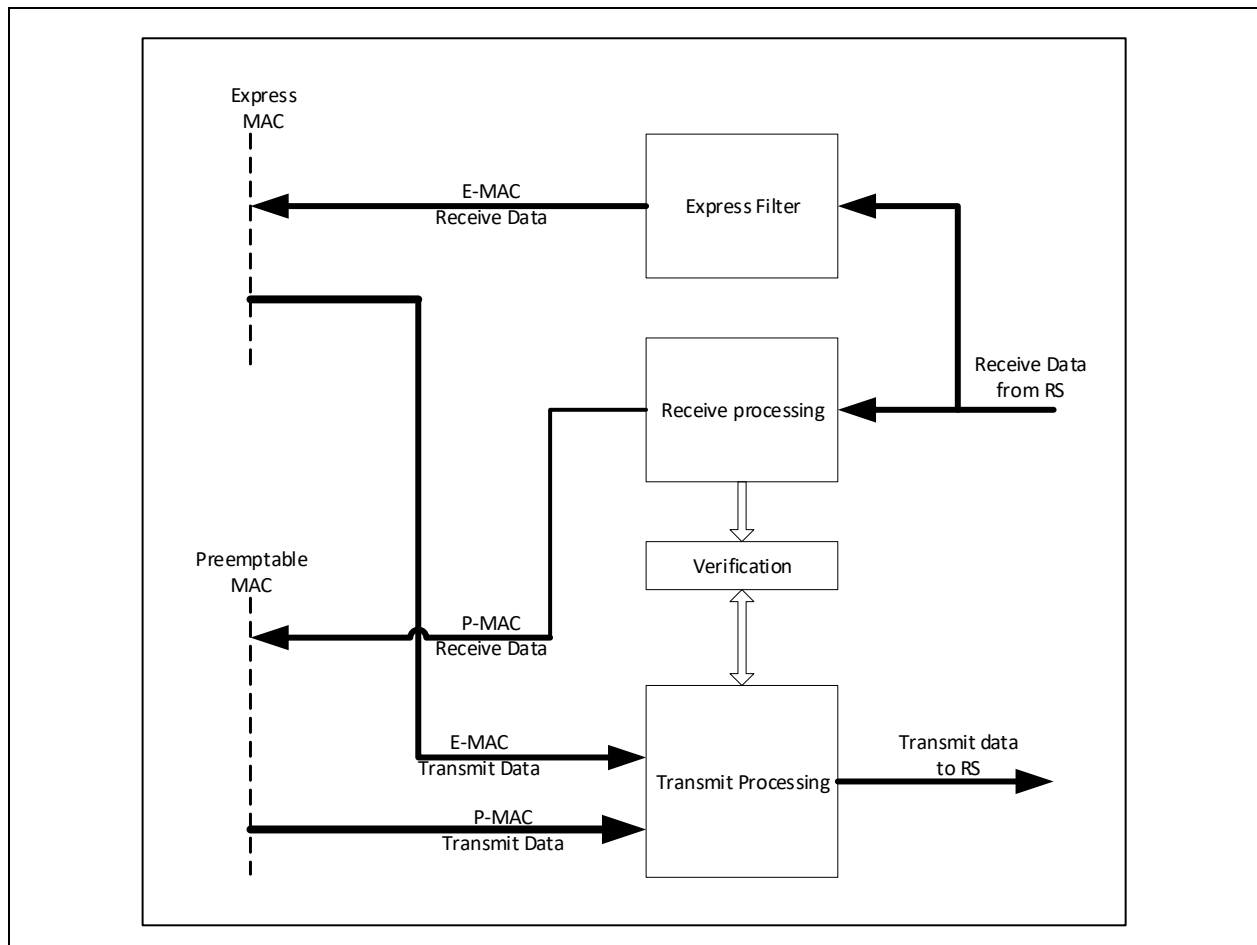 Express
MAC
E-MAC
Receive Data
Express Filter
Receive Data
from RS
Receive processing
Preemptable
MAC
Verification
P-MAC
Receive Data
E-MAC
Transmit Data
Transmit Processing
Transmit data
to RS
P-MAC
Transmit Data